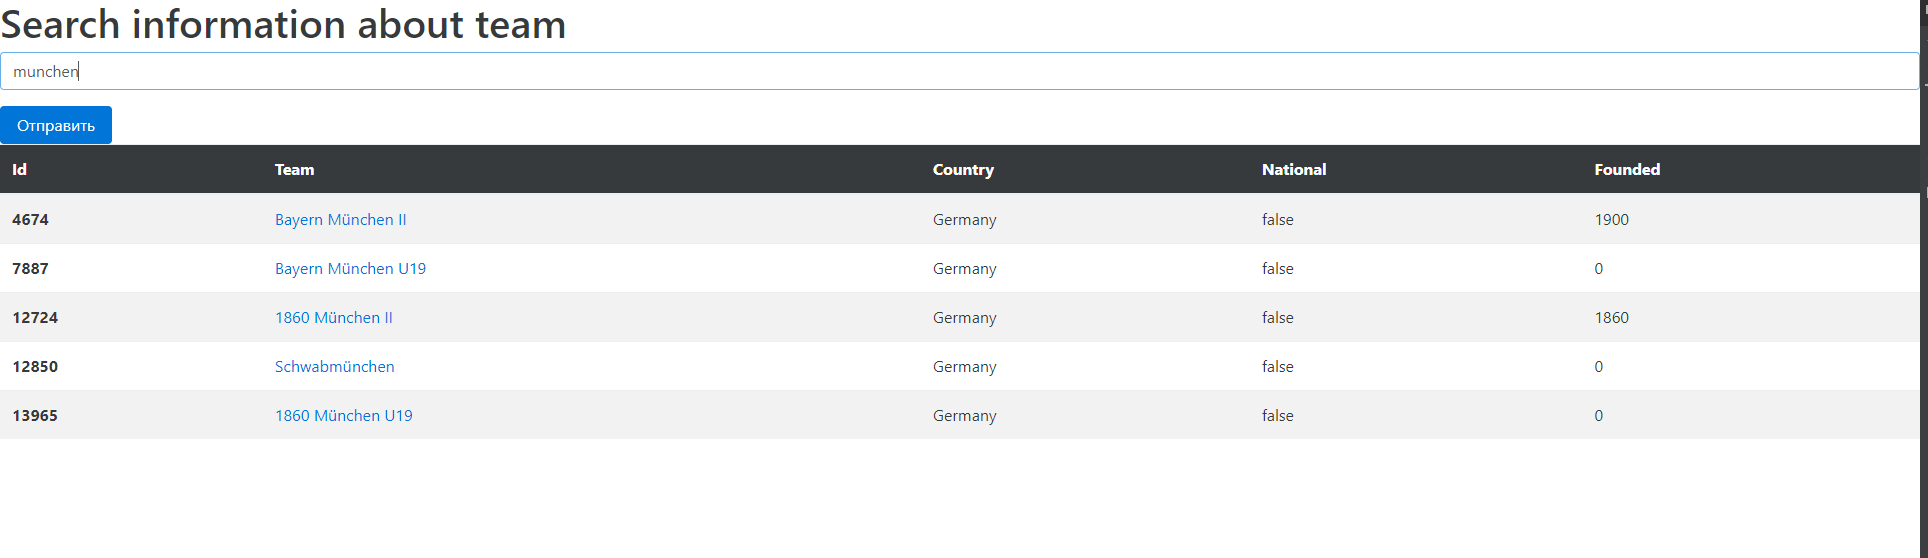 Search information about team
munchen
Отправить
Id Team Country National Founded
4674 Bayern München II Germany false 1900
7887 Bayern München U19 Germany false 0
12724 1860 München II Germany false 1860
12850 Schwabmünchen Germany false 0
13965 1860 München U19 Germany false 0